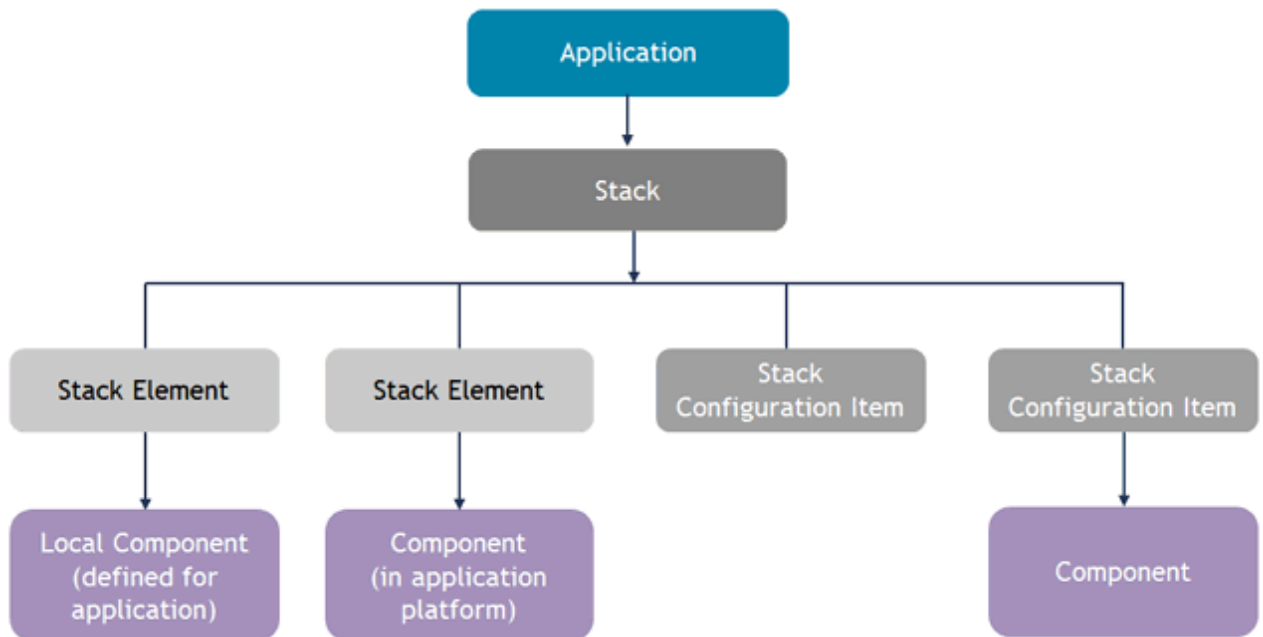 Application
Stack
Stack Element
Stack Element
Stack
Configuration Item
Stack
Configuration Item
Local Component
(defined for
application)
Component
(in application
platform)
Component